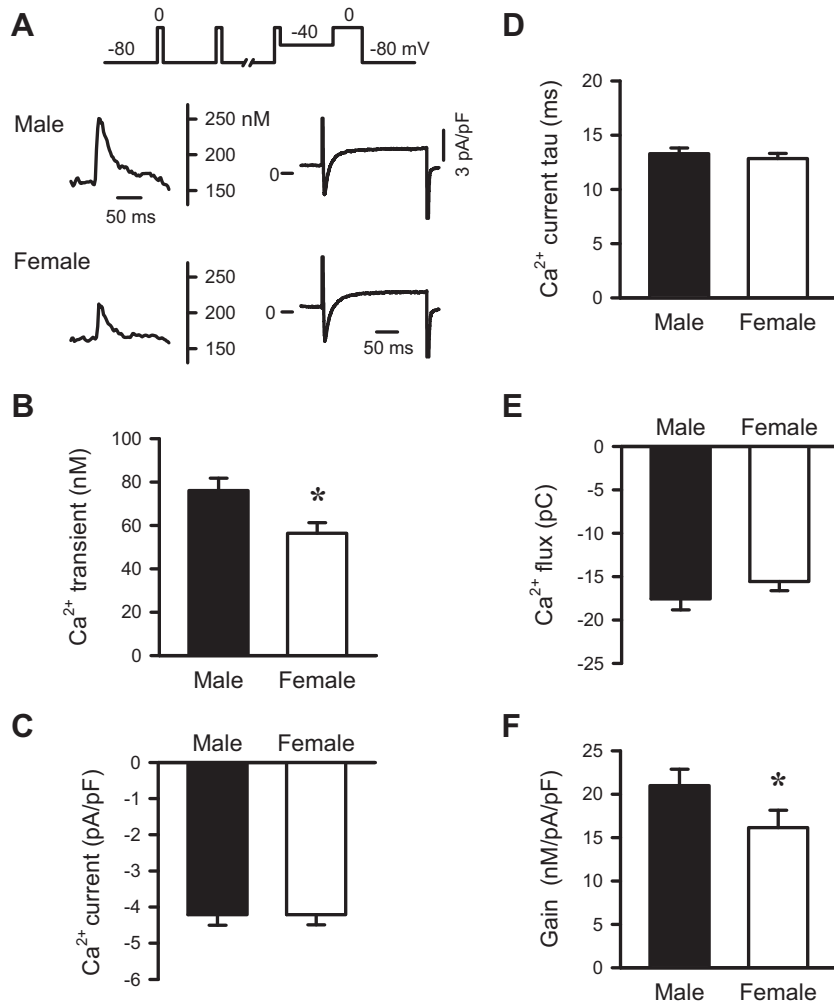 A
0
0
-80
-40
-80 mV
Male
250 nM
200
150
50 ms
0
3 pA/pF
Female
250
200
150
0
50 ms
B
Ca²⁺ transient (nM)
100
80
60
40
20
0
*
Male Female
C
Male Female
Ca²⁺ current (pA/pF)
0
-1
-2
-3
-4
-5
-6
D
Ca²⁺ current tau (ms)
20
15
10
5
0
Male Female
E
Male Female
Ca²⁺ flux (pC)
0
-5
-10
-15
-20
-25
F
Gain (nM/pA/pF)
25
20
15
10
5
0
*
Male Female